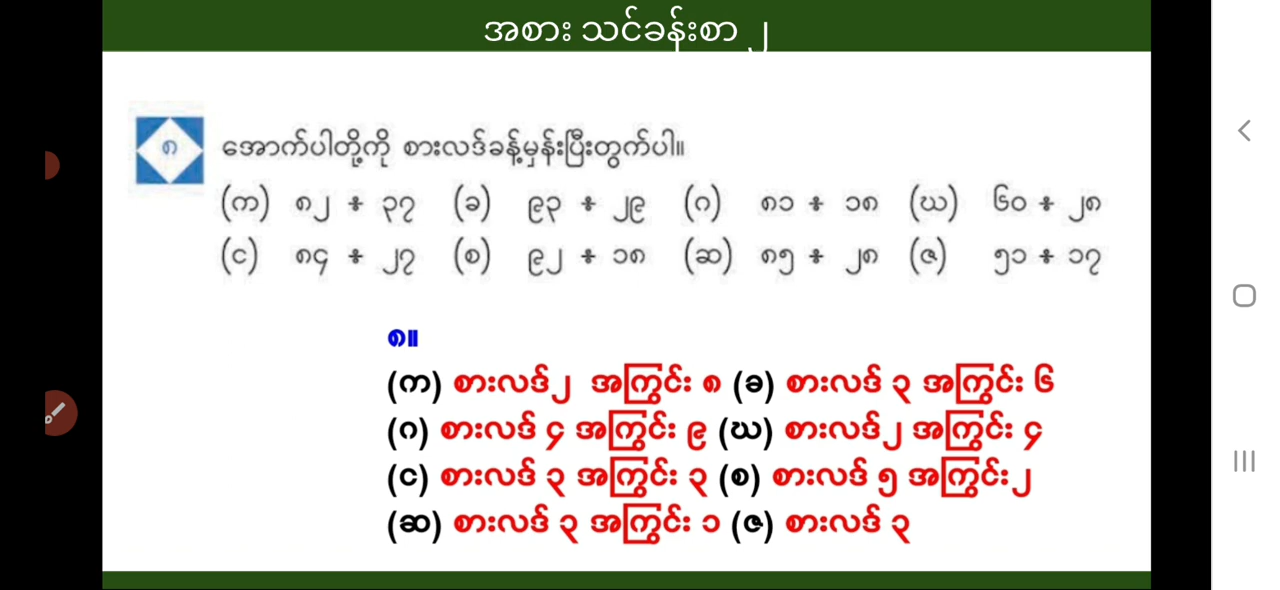 အစား သင်ခန်းစာ ၂
၈ အောက်ပါတို့ကို စားလဒ်ခန့်မှန်းပြီးတွက်ပါ။
(က) ၈၂ ÷ ၃၇ (ခ) ၉၃ ÷ ၂၉ (ဂ) ၈၁ ÷ ၁၈ (ဃ) ၆၀ ÷ ၂၈
(င) ၈၄ ÷ ၂၇ (စ) ၉၂ ÷ ၁၈ (ဆ) ၈၅ ÷ ၂၈ (ဇ) ၅၁ ÷ ၁၇
၈။
(က) စားလဒ်၂ အကြွင်း ၈ (ခ) စားလဒ် ၃ အကြွင်း ၆
(ဂ) စားလဒ် ၄ အကြွင်း ၉ (ဃ) စားလဒ်၂ အကြွင်း ၄
(င) စားလဒ် ၃ အကြွင်း ၃ (စ) စားလဒ် ၅ အကြွင်း၂
(ဆ) စားလဒ် ၃ အကြွင်း ၁ (ဇ) စားလဒ် ၃